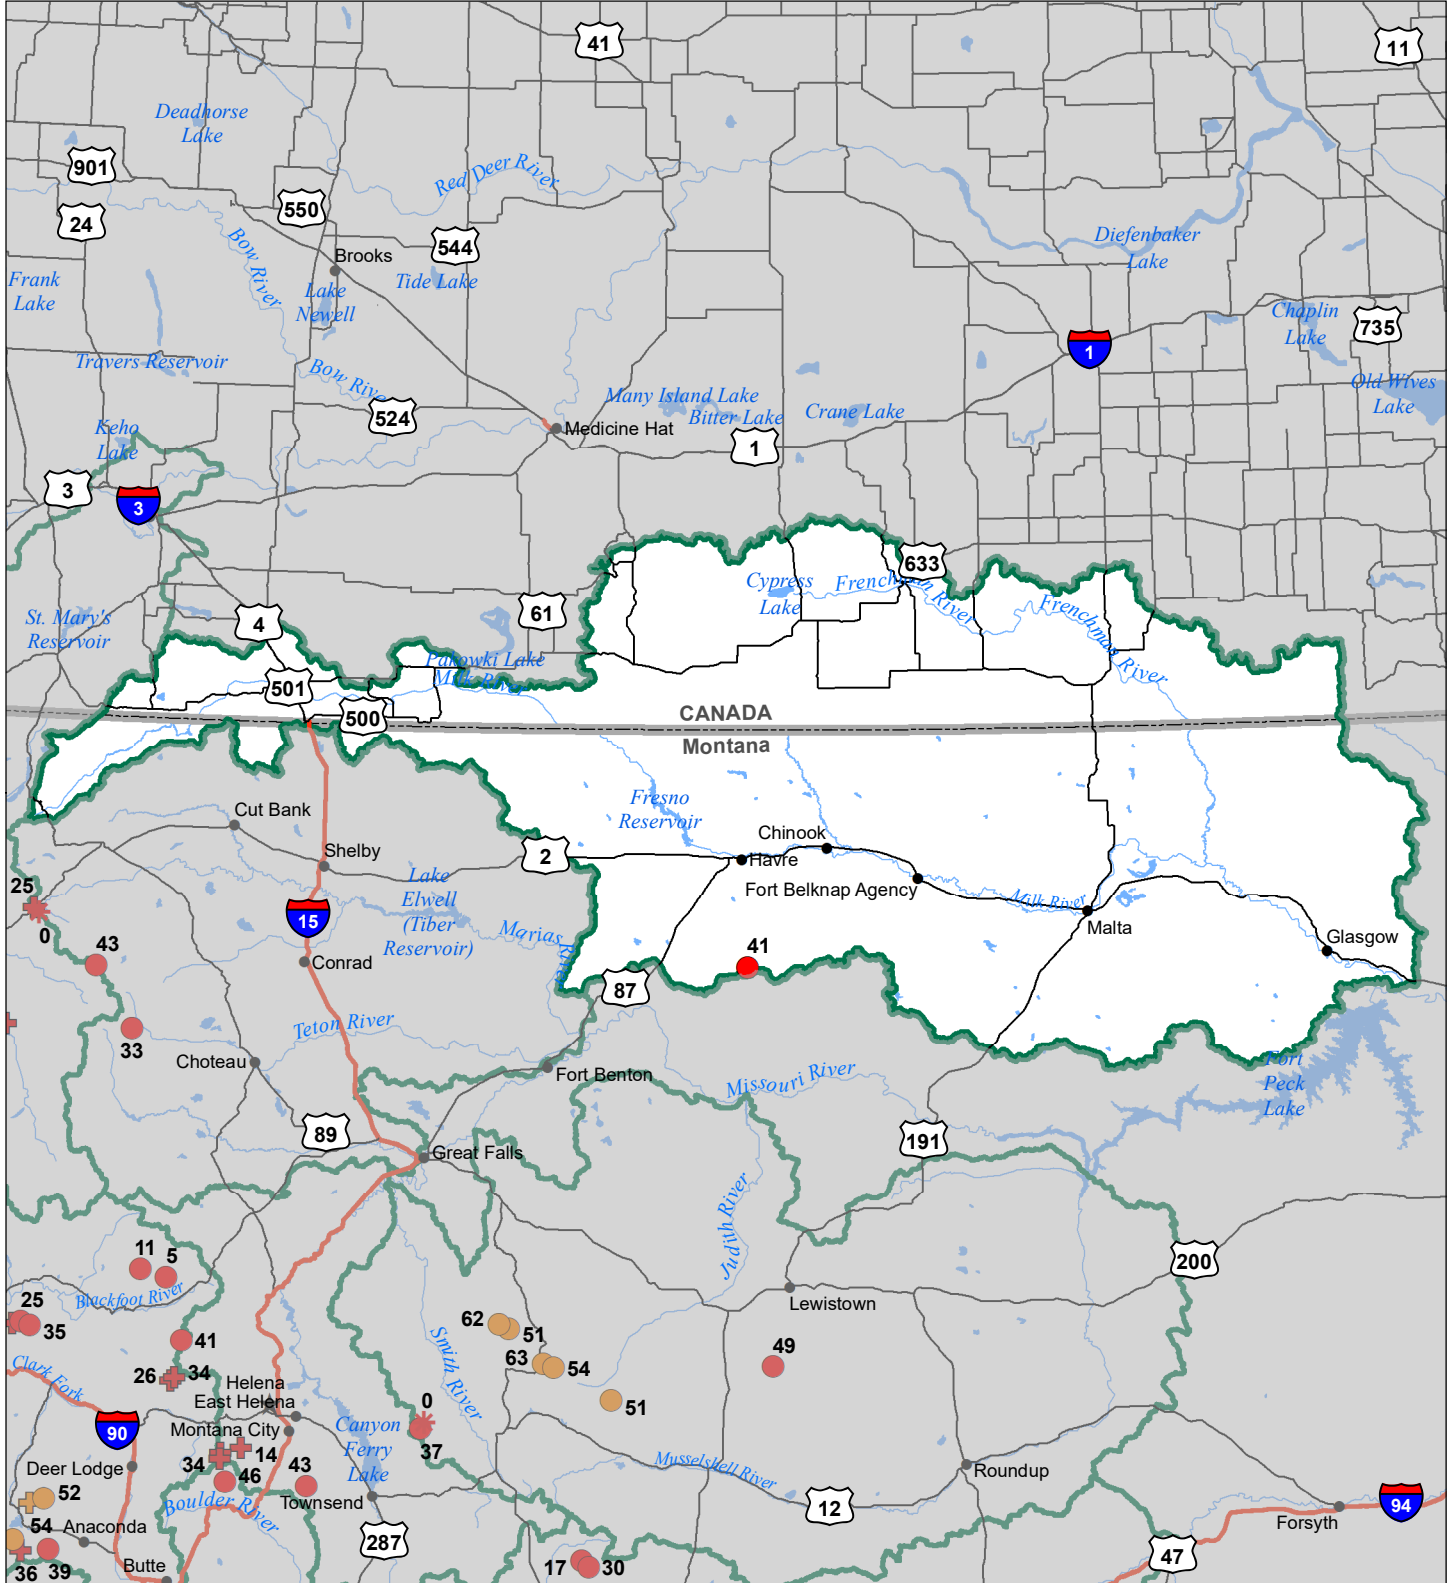 41
11
Deadhorse
Lake
901
Red Deer River
550
24
544
Bow River
Diefenbaker
Lake
Brooks
Tide Lake
Frank
Lake
Lake
Newell
Chaplin
Lake
735
1
Travers Reservoir
Bow River
Old Wives
Lake
Many Island Lake
Bitter Lake
Crane Lake
524
Medicine Hat
Keho
Lake
1
3
3
633
Cypress
Lake
Frenchman River
Frenchman River
61
St. Mary's
Reservoir
4
Pakowki Lake
Milk River
501
500
CANADA
Montana
Fresno
Reservoir
Cut Bank
Chinook
Shelby
2
Havre
Lake
Elwell
(Tiber
Reservoir)
Fort Belknap Agency
25
Milk River
15
Malta
0
Marias River
Glasgow
43
41
Conrad
87
Teton River
33
Choteau
Fort Benton
Missouri River
Fort
Peck
Lake
89
191
Great Falls
Judith River
11
5
200
Blackfoot River
25
35
Lewistown
62
51
41
Smith River
63
54
49
Clark Fork
26
34
Helena
East Helena
0
51
90
Montana City
Canyon
Ferry
Lake
37
34
14
Deer Lodge
46
43
Musselshell River
Roundup
52
Townsend
Boulder River
12
94
Forsyth
54
Anaconda
287
47
Butte
36
39
17
30